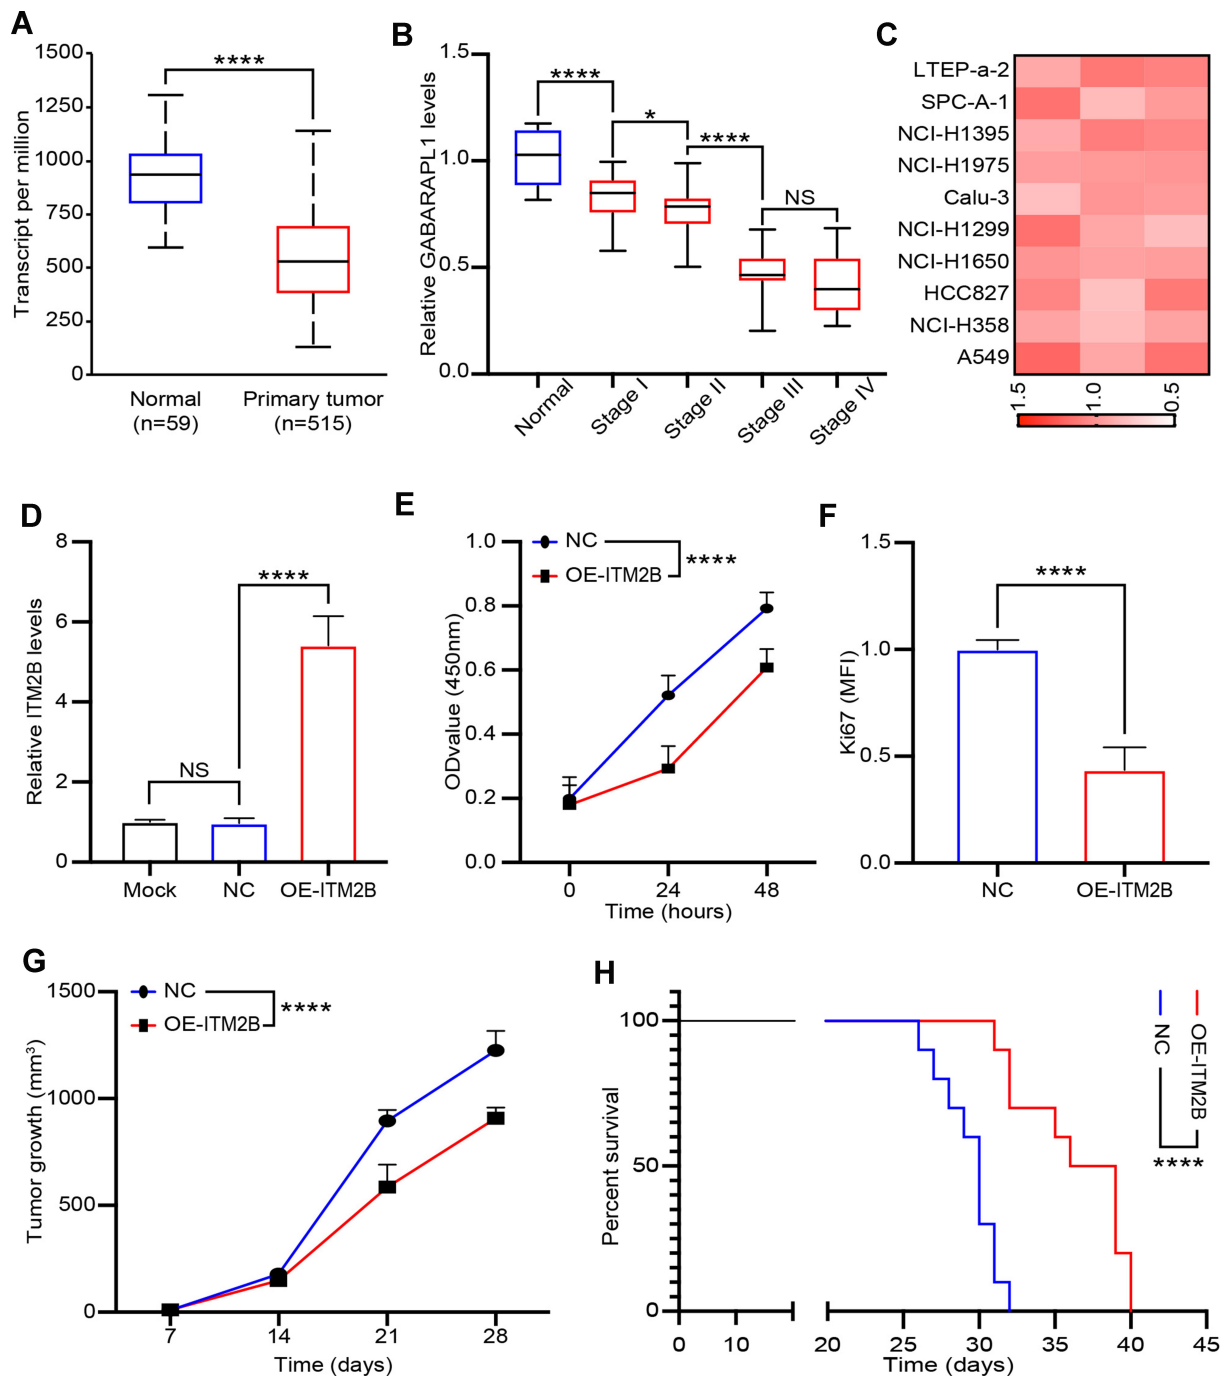 A
1500
1250
1000
750
500
250
0
Transcript per million
****
Normal
(n=59)
Primary tumor
(n=515)
B
1.5
1.0
0.5
0.0
Relative GABARAPL1 levels
****
*
****
NS
Normal
Stage I
Stage II
Stage III
Stage IV
C
LTEP-a-2
SPC-A-1
NCI-H1395
NCI-H1975
Calu-3
NCI-H1299
NCI-H1650
HCC827
NCI-H358
A549
1.5
1.0
0.5
D
8
6
4
2
0
Relative ITM2B levels
NS
****
Mock
NC
OE-ITM2B
E
1.0
0.8
0.6
0.4
0.2
0.0
ODvalue (450nm)
NC
OE-ITM2B
****
0
24
48
Time (hours)
F
1.5
1.0
0.5
0.0
Ki67 (MFI)
****
NC
OE-ITM2B
G
1500
1000
500
0
Tumor growth (mm³)
NC
OE-ITM2B
****
7
14
21
28
Time (days)
H
100
50
0
Percent survival
NC
OE-ITM2B
****
0
10
20
25
30
35
40
45
Time (days)